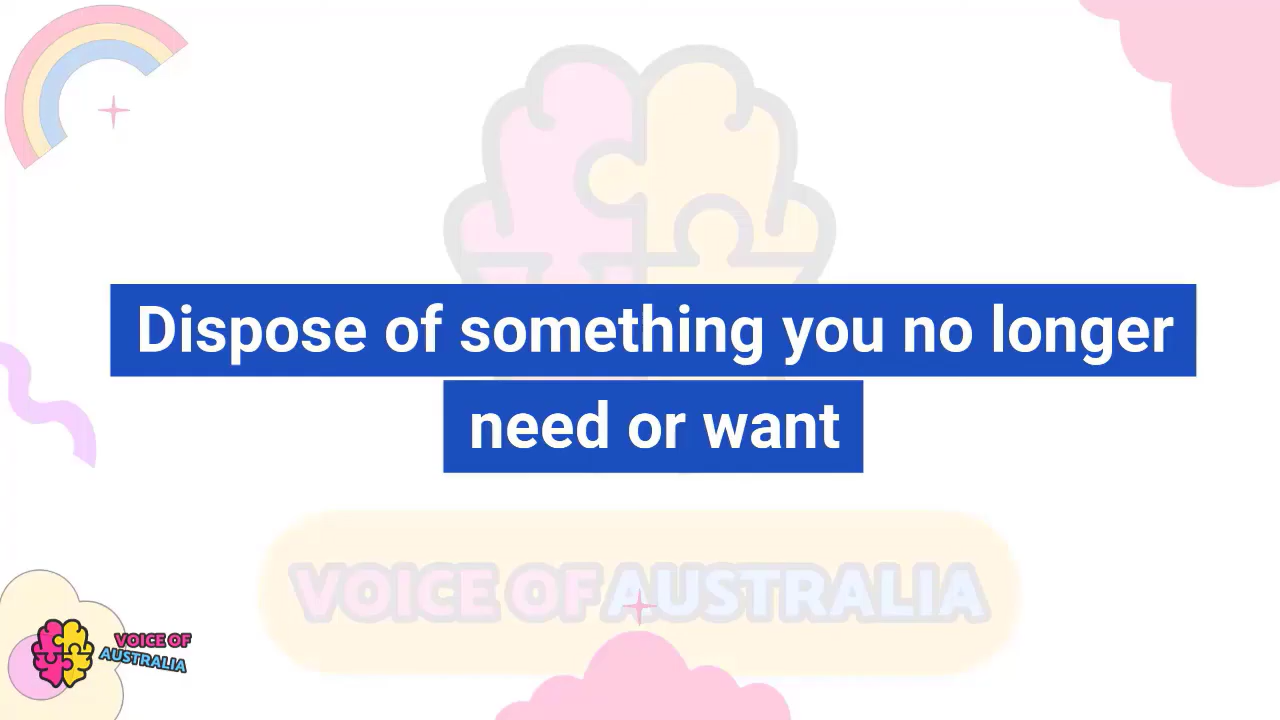 Dispose of something you no longer
need or want
VOICE OF AUSTRALIA
VOICE OF
AUSTRALIA